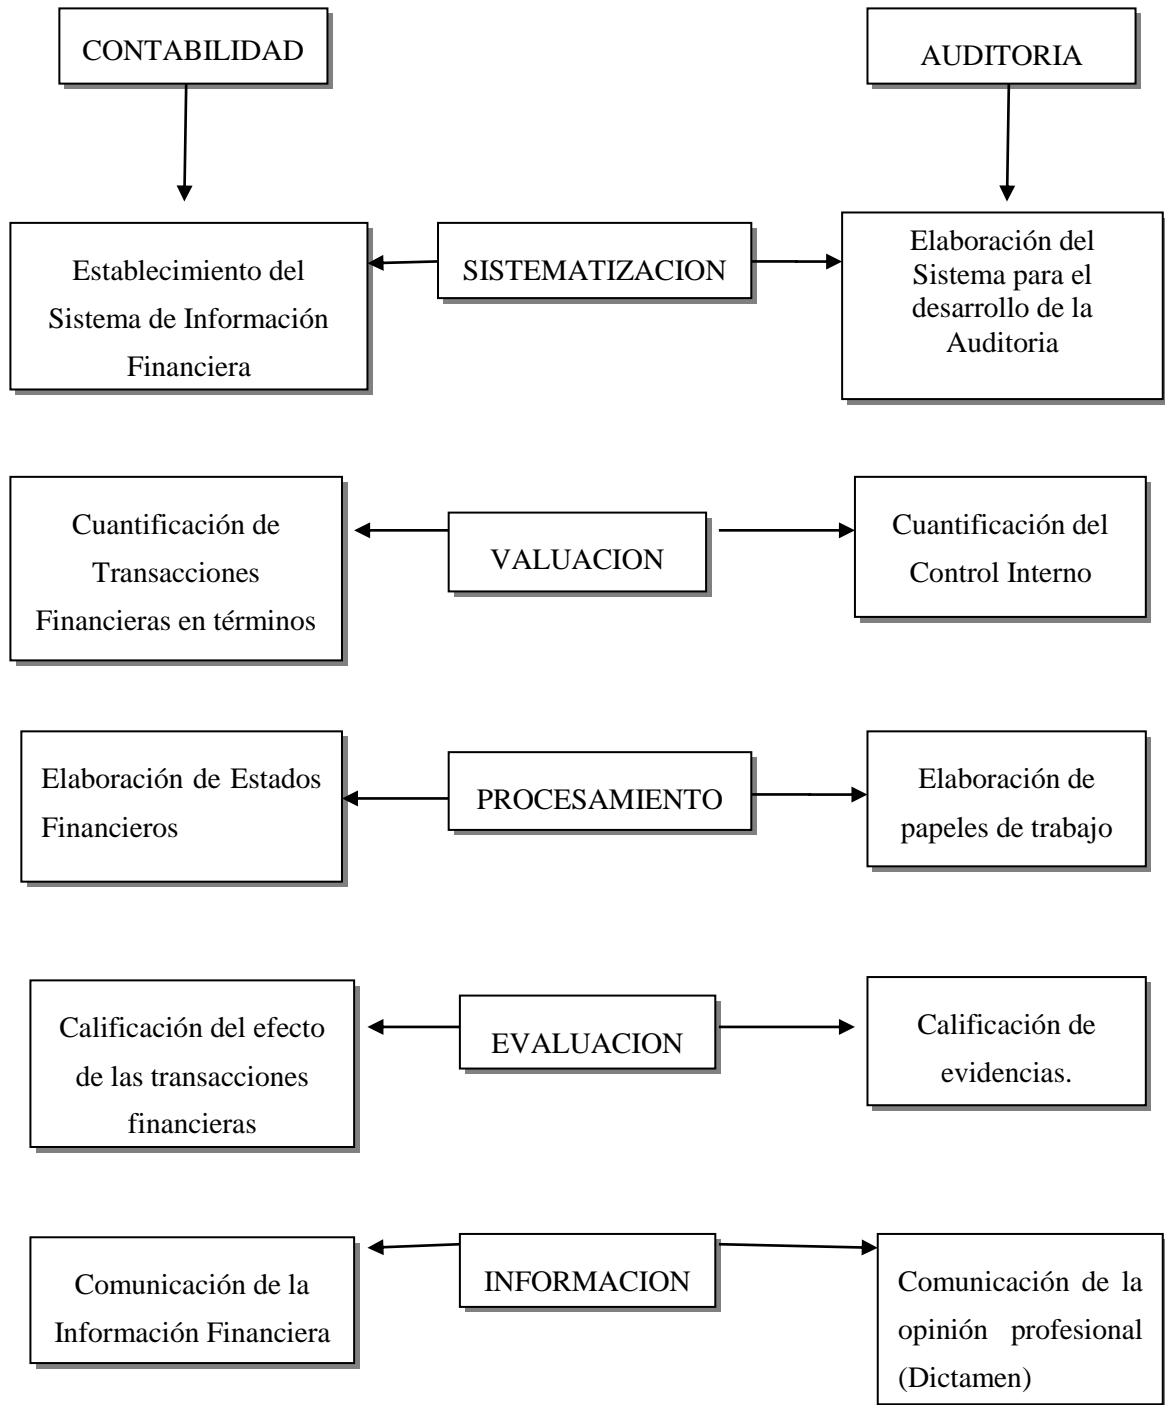 CONTABILIDAD
AUDITORIA
Establecimiento del
Sistema de Información
Financiera
SISTEMATIZACION
Elaboración del
Sistema para el
desarrollo de la
Auditoria
Cuantificación de
Transacciones
Financieras en términos
VALUACION
Cuantificación del
Control Interno
Elaboración de Estados
Financieros
PROCESAMIENTO
Elaboración de
papeles de trabajo
Calificación del efecto
de las transacciones
financieras
EVALUACION
Calificación de
evidencias.
Comunicación de la
Información Financiera
INFORMACION
Comunicación de la
opinión profesional
(Dictamen)